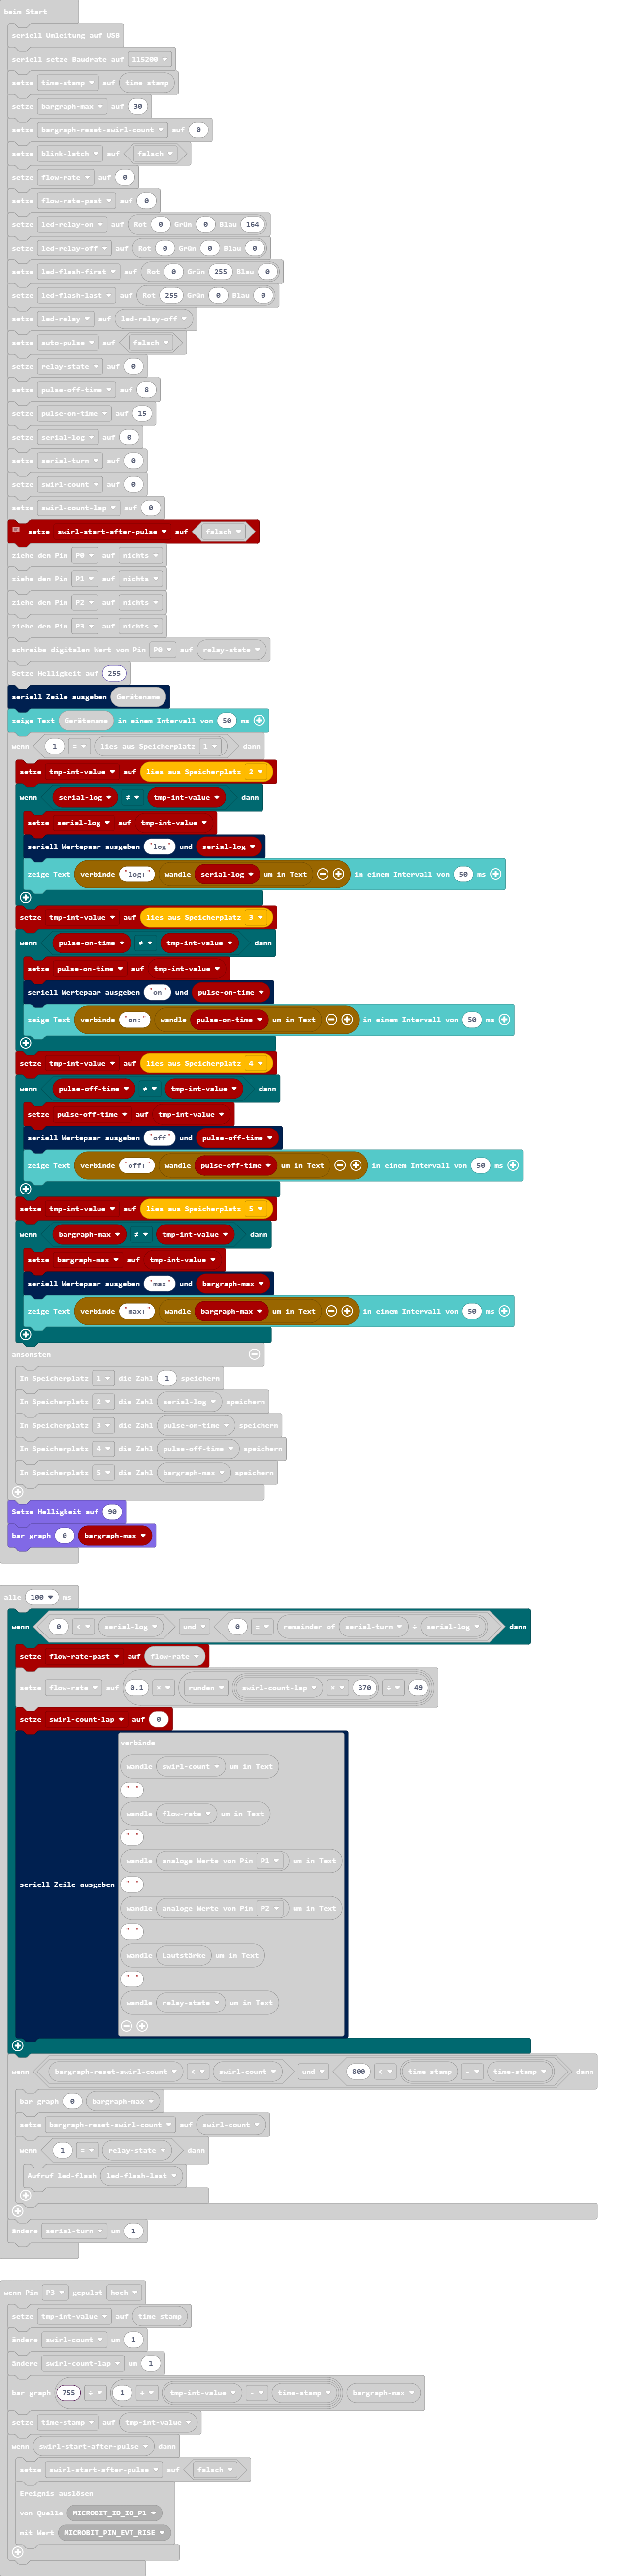 beim Start
seriell Umleitung auf USB
seriell setze Baudrate auf 115200
setze time-stamp auf time stamp
setze bargraph-max auf 30
setze bargraph-reset-swirl-count auf 0
setze blink-latch auf falsch
setze flow-rate auf 0
setze flow-rate-past auf 0
setze led-relay-on auf Rot 0 Grün 0 Blau 164
setze led-relay-off auf Rot 0 Grün 0 Blau 0
setze led-flash-first auf Rot 0 Grün 255 Blau 0
setze led-flash-last auf Rot 255 Grün 0 Blau 0
setze led-relay auf led-relay-off
setze auto-pulse auf falsch
setze relay-state auf 0
setze pulse-off-time auf 8
setze pulse-on-time auf 15
setze serial-log auf 0
setze serial-turn auf 0
setze swirl-count auf 0
setze swirl-count-lap auf 0
setze swirl-start-after-pulse auf falsch
ziehe den Pin P0 auf nichts
ziehe den Pin P1 auf nichts
ziehe den Pin P2 auf nichts
ziehe den Pin P3 auf nichts
schreibe digitalen Wert von Pin P0 auf relay-state
Setze Helligkeit auf 255
seriell Zeile ausgeben Gerätename
zeige Text Gerätename in einem Intervall von 50 ms
wenn 1 = lies aus Speicherplatz 1 dann
setze tmp-int-value auf lies aus Speicherplatz 2
wenn serial-log ≠ tmp-int-value dann
setze serial-log auf tmp-int-value
seriell Wertepaar ausgeben "log" und serial-log
zeige Text verbinde "log:" wandle serial-log um in Text in einem Intervall von 50 ms
setze tmp-int-value auf lies aus Speicherplatz 3
wenn pulse-on-time ≠ tmp-int-value dann
setze pulse-on-time auf tmp-int-value
seriell Wertepaar ausgeben "on" und pulse-on-time
zeige Text verbinde "on:" wandle pulse-on-time um in Text in einem Intervall von 50 ms
setze tmp-int-value auf lies aus Speicherplatz 4
wenn pulse-off-time ≠ tmp-int-value dann
setze pulse-off-time auf tmp-int-value
seriell Wertepaar ausgeben "off" und pulse-off-time
zeige Text verbinde "off:" wandle pulse-off-time um in Text in einem Intervall von 50 ms
setze tmp-int-value auf lies aus Speicherplatz 5
wenn bargraph-max ≠ tmp-int-value dann
setze bargraph-max auf tmp-int-value
seriell Wertepaar ausgeben "max" und bargraph-max
zeige Text verbinde "max:" wandle bargraph-max um in Text in einem Intervall von 50 ms
ansonsten
In Speicherplatz 1 die Zahl 1 speichern
In Speicherplatz 2 die Zahl serial-log speichern
In Speicherplatz 3 die Zahl pulse-on-time speichern
In Speicherplatz 4 die Zahl pulse-off-time speichern
In Speicherplatz 5 die Zahl bargraph-max speichern
Setze Helligkeit auf 90
bar graph 0 bargraph-max
alle 100 ms
wenn 0 < serial-log und 0 = remainder of serial-turn ÷ serial-log dann
setze flow-rate-past auf flow-rate
setze flow-rate auf 0.1 × runden swirl-count-lap × 370 ÷ 49
setze swirl-count-lap auf 0
seriell Zeile ausgeben
verbinde
wandle swirl-count um in Text
" "
wandle flow-rate um in Text
" "
wandle analoge Werte von Pin P1 um in Text
" "
wandle analoge Werte von Pin P2 um in Text
" "
wandle Lautstärke um in Text
" "
wandle relay-state um in Text
wenn bargraph-reset-swirl-count < swirl-count und 800 < time stamp - time-stamp dann
bar graph 0 bargraph-max
setze bargraph-reset-swirl-count auf swirl-count
wenn 1 = relay-state dann
Aufruf led-flash led-flash-last
ändere serial-turn um 1
wenn Pin P3 gepulst hoch
setze tmp-int-value auf time stamp
ändere swirl-count um 1
ändere swirl-count-lap um 1
bar graph 755 ÷ 1 + tmp-int-value - time-stamp bargraph-max
setze time-stamp auf tmp-int-value
wenn swirl-start-after-pulse dann
setze swirl-start-after-pulse auf falsch
Ereignis auslösen
von Quelle MICROBIT_ID_IO_P1
mit Wert MICROBIT_PIN_EVT_RISE